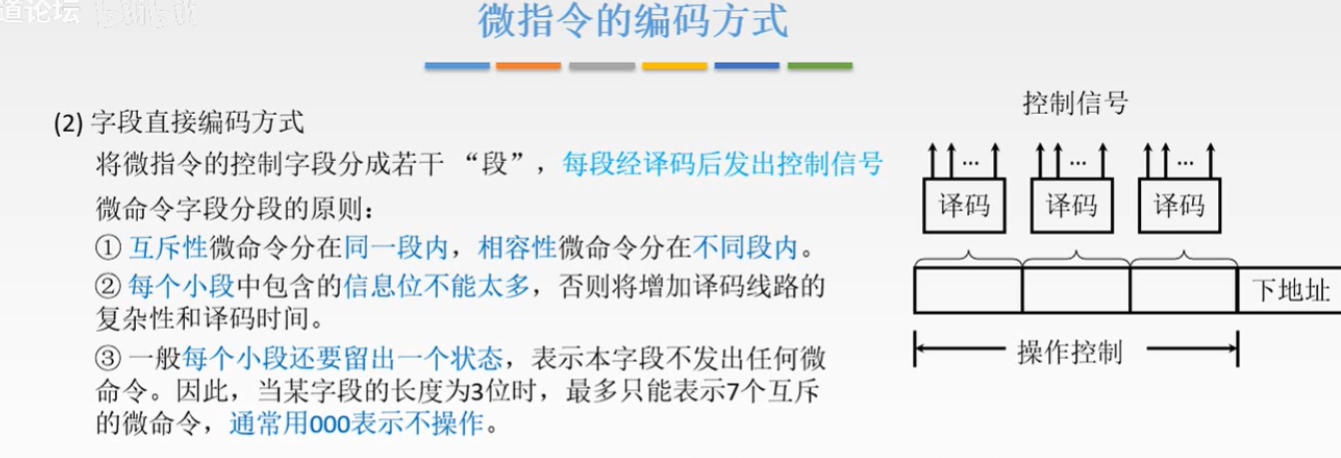 道论坛
微指令的编码方式
(2) 字段直接编码方式
将微指令的控制字段分成若干 “段”，每段经译码后发出控制信号
微命令字段分段的原则：
① 互斥性微命令分在同一段内，相容性微命令分在不同段内。
② 每个小段中包含的信息位不能太多，否则将增加译码线路的
复杂性和译码时间。
③ 一般每个小段还要留出一个状态，表示本字段不发出任何微
命令。因此，当某字段的长度为3位时，最多只能表示7个互斥
的微命令，通常用000表示不操作。
控制信号
... ... ...
译码 译码 译码
下地址
操作控制